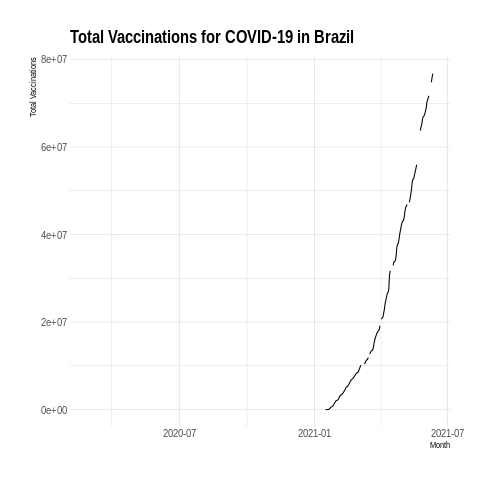 Total Vaccinations for COVID-19 in Brazil
Total Vaccinations
8e+07
6e+07
4e+07
2e+07
0e+00
2020-07
2021-01
2021-07
Month